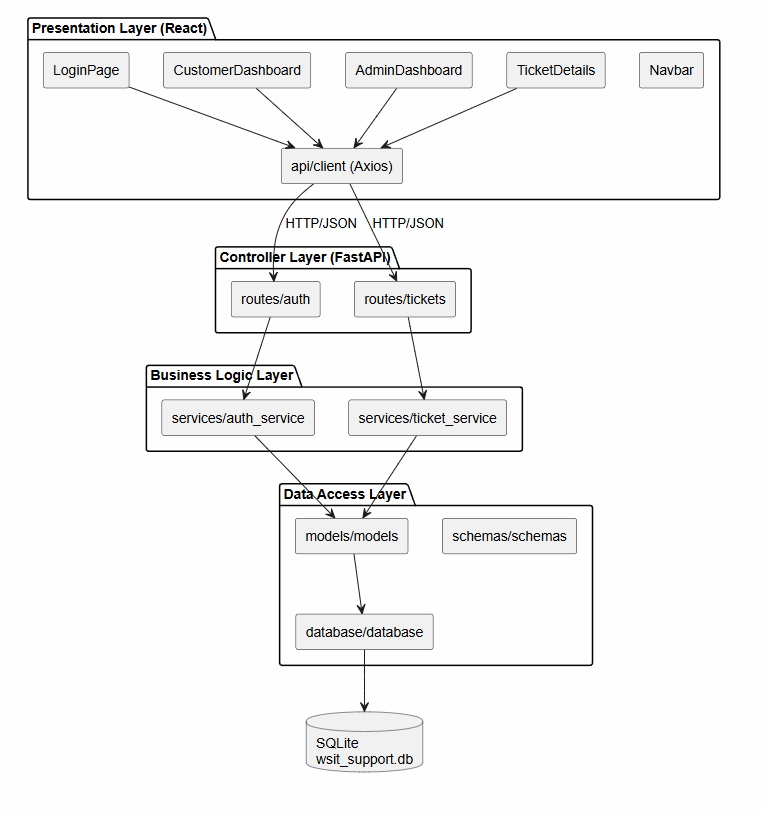 Presentation Layer (React)
LoginPage
CustomerDashboard
AdminDashboard
TicketDetails
Navbar
api/client (Axios)
HTTP/JSON
HTTP/JSON
Controller Layer (FastAPI)
routes/auth
routes/tickets
Business Logic Layer
services/auth_service
services/ticket_service
Data Access Layer
models/models
schemas/schemas
database/database
SQLite
wsit_support.db